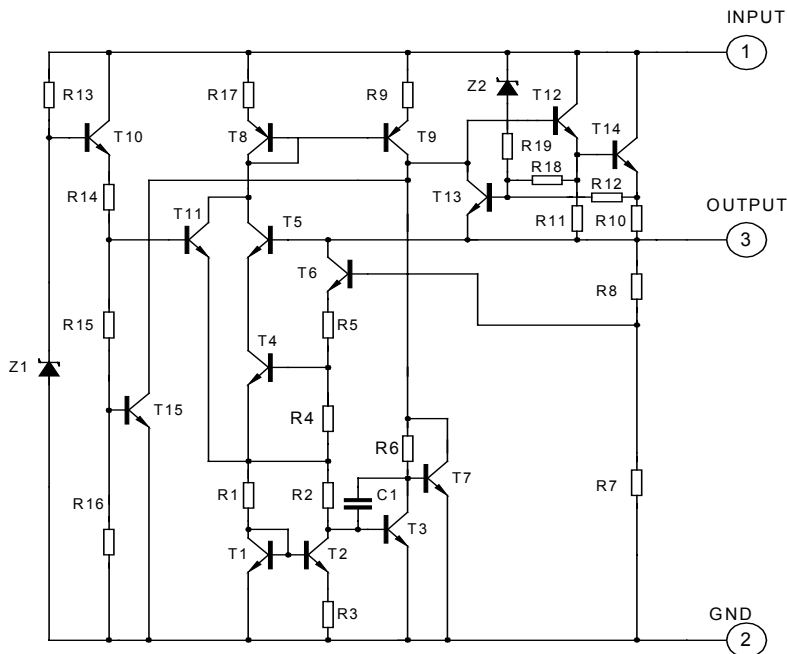 INPUT
1
R13
R17
R9
Z2
T12
T10
T8
T9
R19
T14
R18
R14
T13
R12
T11
T5
R11
R10
OUTPUT
3
T6
R8
R15
R5
T4
Z1
T15
R4
R6
T7
R16
R1
R2
C1
R7
T3
T1
T2
R3
GND
2